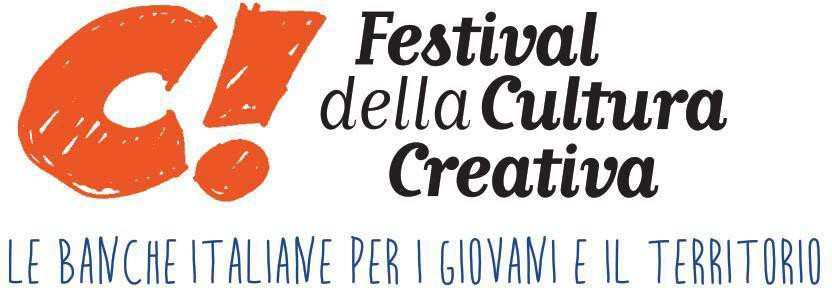 C!
Festival
della Cultura
Creativa
LE BANCHE ITALIANE PER I GIOVANI E IL TERRITORIO